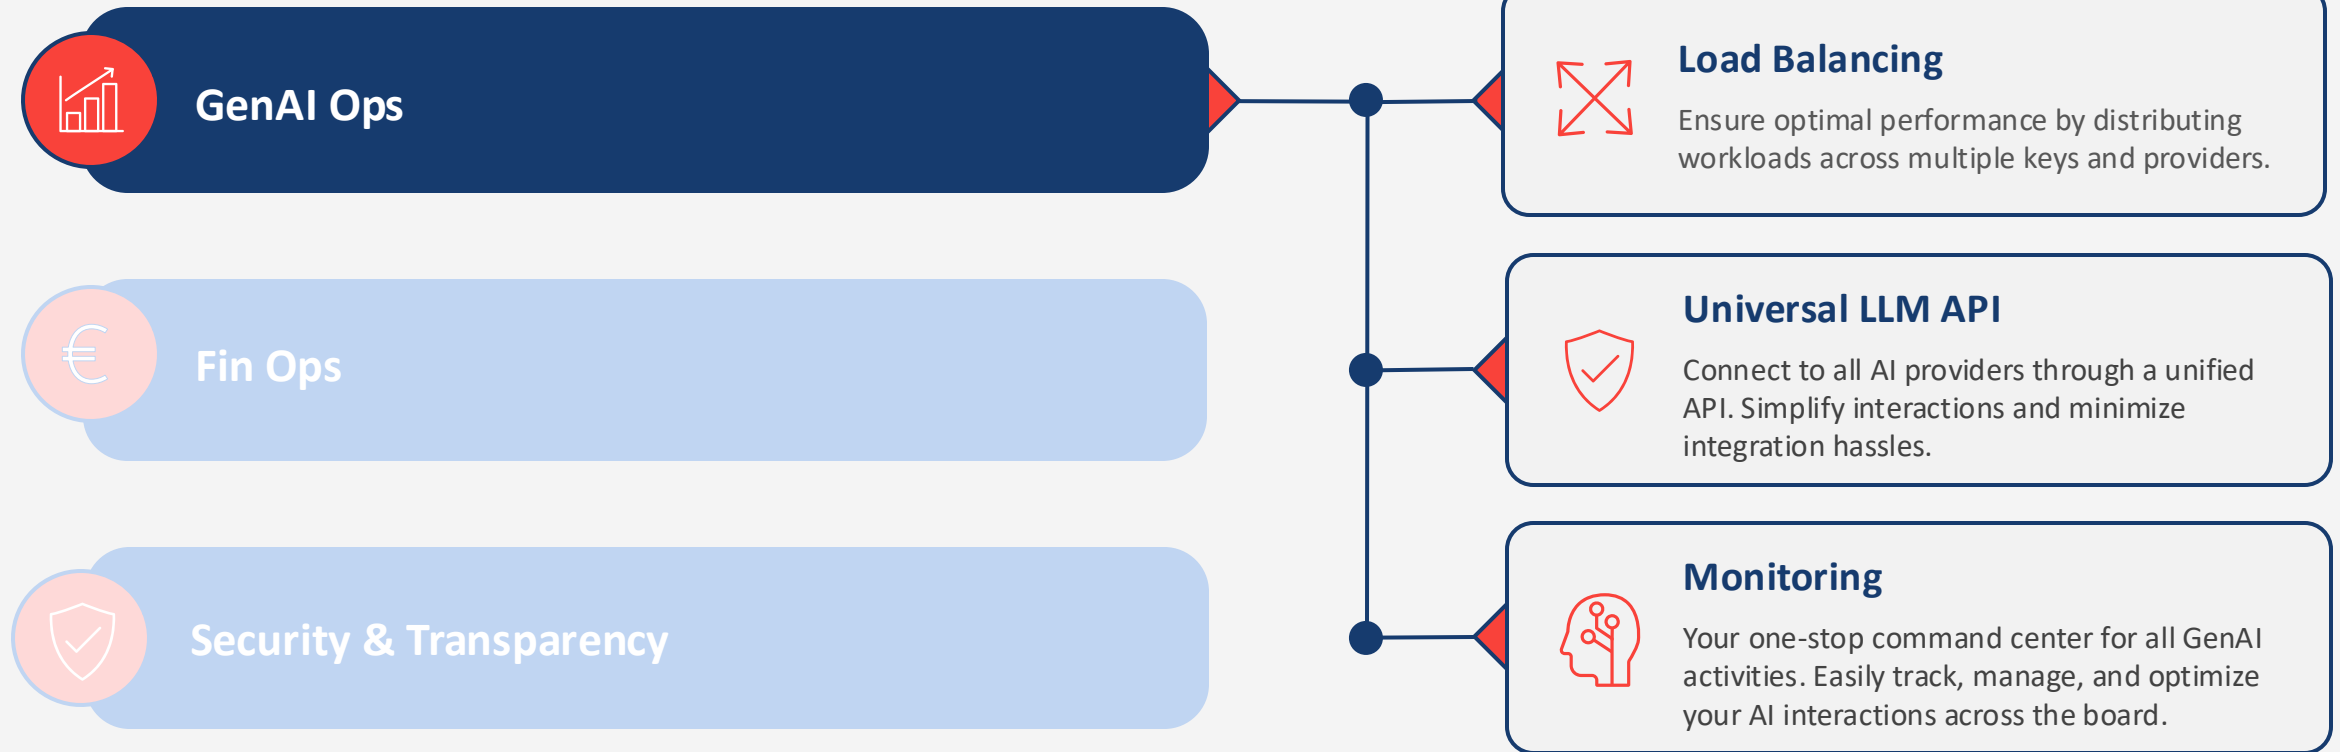 GenAI Ops
Fin Ops
€
Security & Transparency
Load Balancing
Ensure optimal performance by distributing
workloads across multiple keys and providers.
Universal LLM API
Connect to all AI providers through a unified
API. Simplify interactions and minimize
integration hassles.
Monitoring
Your one-stop command center for all GenAI
activities. Easily track, manage, and optimize
your AI interactions across the board.